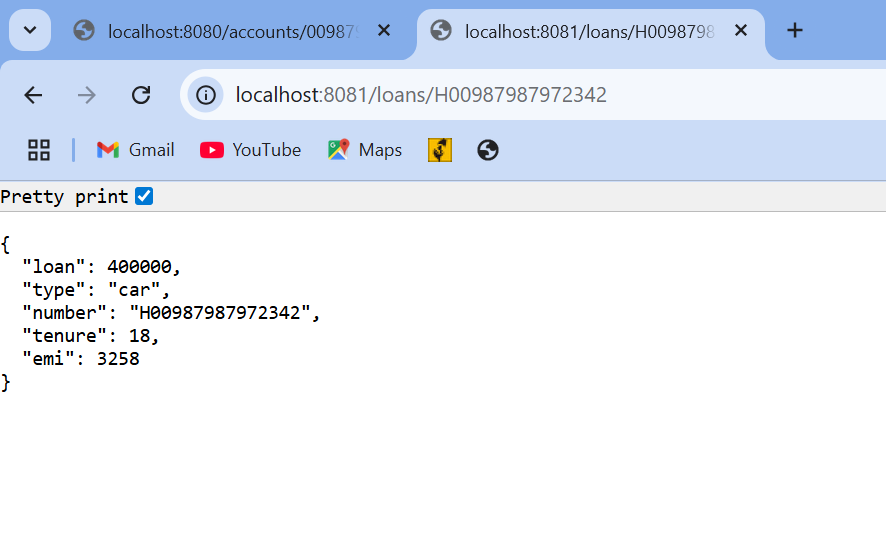 localhost:8080/accounts/00987
localhost:8081/loans/H0098798
localhost:8081/loans/H00987987972342
Gmail
YouTube
Maps
Pretty print
{
  "loan": 400000,
  "type": "car",
  "number": "H00987987972342",
  "tenure": 18,
  "emi": 3258
}